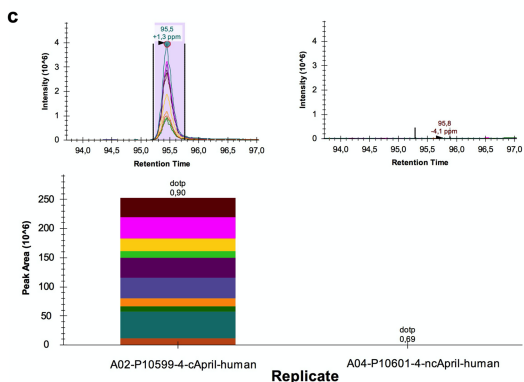 c
95,5
+1,3 ppm
Intensity (10^6)
4
3
2
1
0
94,0 94,5 95,0 95,5 96,0 96,5 97,0
Retention Time
95,8
-4,1 ppm
Intensity (10^6)
4
3
2
1
0
94,0 94,5 95,0 95,5 96,0 96,5 97,0
Retention Time
Peak Area (10^6)
250
200
150
100
50
0
dotp
0,90
dotp
0,69
A02-P10599-4-cApril-human A04-P10601-4-ncApril-human
Replicate